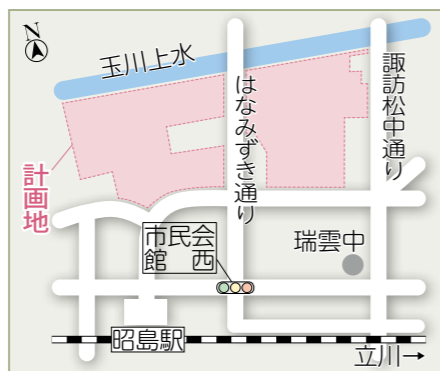 N
玉川上水
はなみずき通り
諏訪松中通り
計画地
市民会
館 西
瑞雲中
昭島駅
立川→